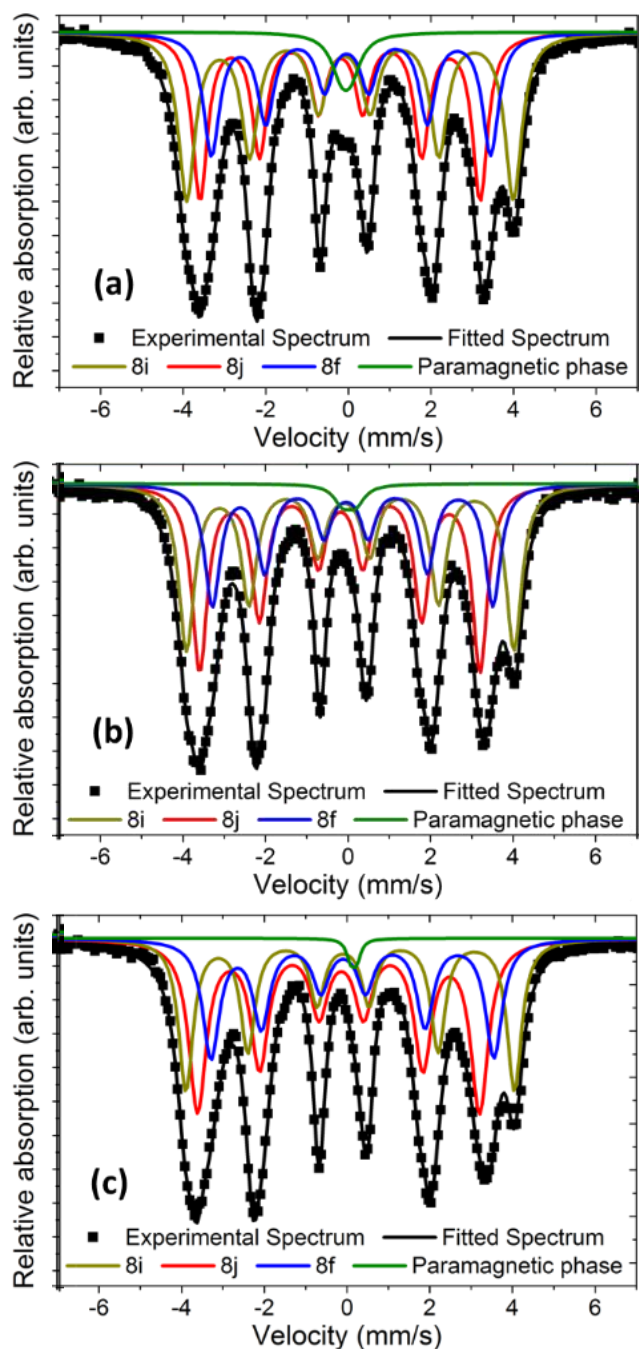 Relative absorption (arb. units)
(a)
Experimental Spectrum Fitted Spectrum
8i 8j 8f Paramagnetic phase
-6 -4 -2 0 2 4 6
Velocity (mm/s)
Relative absorption (arb. units)
(b)
Experimental Spectrum Fitted Spectrum
8i 8j 8f Paramagnetic phase
-6 -4 -2 0 2 4 6
Velocity (mm/s)
Relative absorption (arb. units)
(c)
Experimental Spectrum Fitted Spectrum
8i 8j 8f Paramagnetic phase
-6 -4 -2 0 2 4 6
Velocity (mm/s)